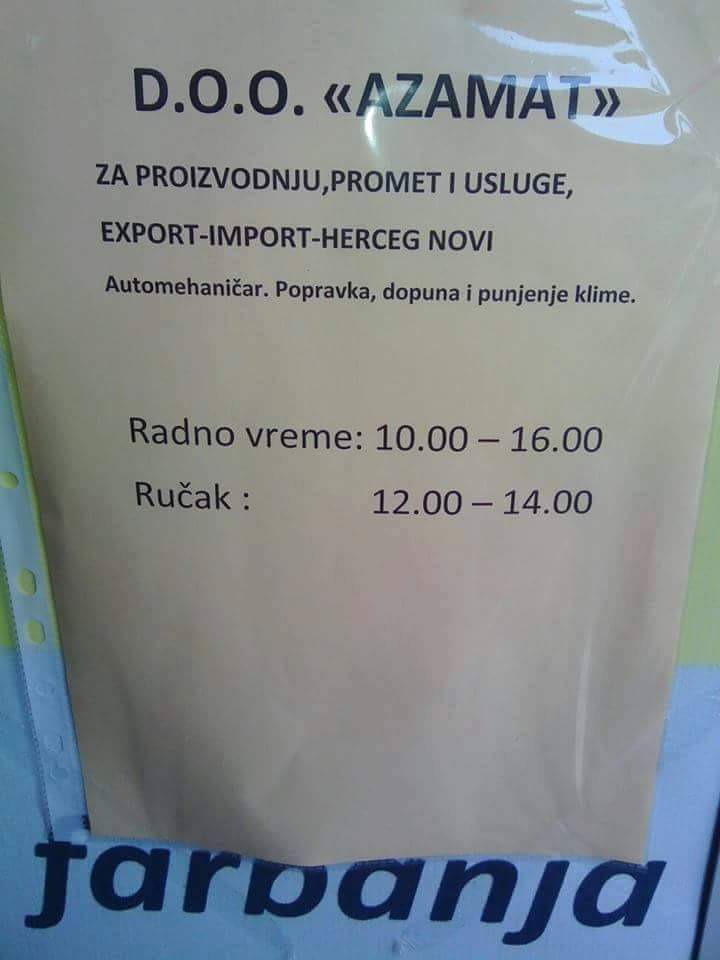 D.O.O. «AZAMAT»
ZA PROIZVODNJU,PROMET I USLUGE,
EXPORT-IMPORT-HERCEG NOVI
Automehaničar. Popravka, dopuna i punjenje klime.
Radno vreme: 10.00 – 16.00
Ručak : 12.00 – 14.00
farbanja